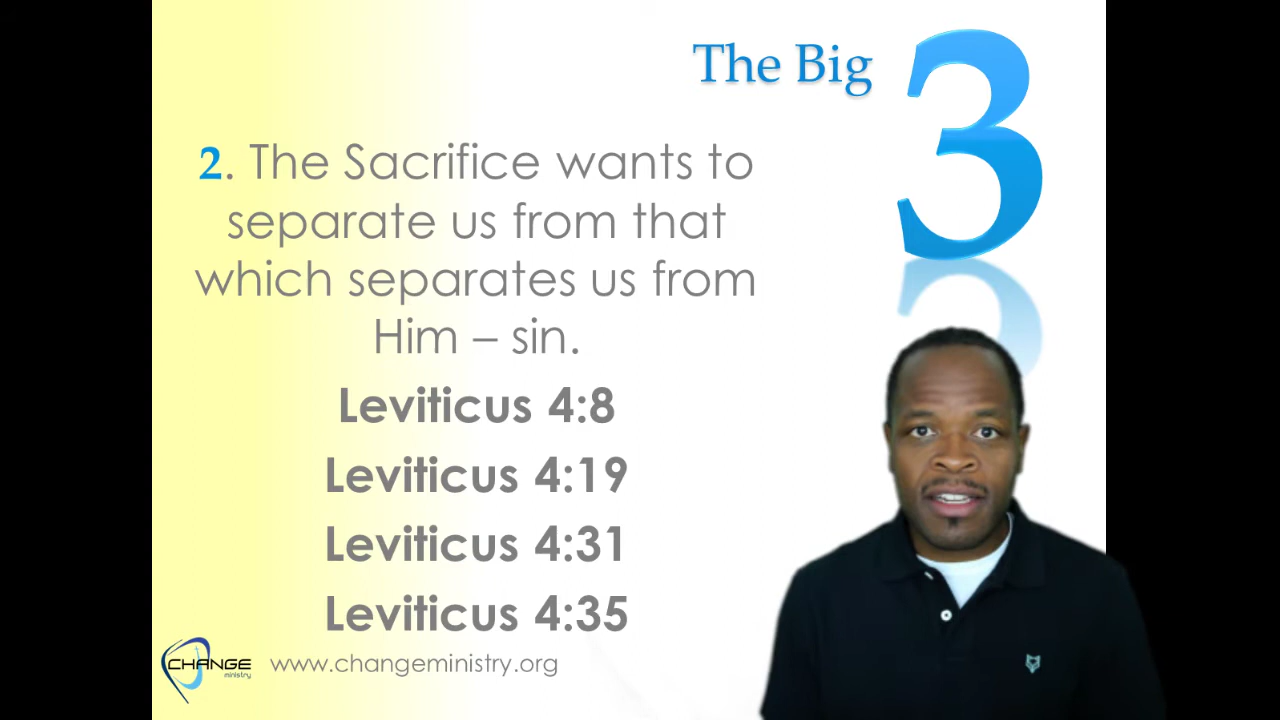 The Big 3
2. The Sacrifice wants to
separate us from that
which separates us from
Him – sin.
Leviticus 4:8
Leviticus 4:19
Leviticus 4:31
Leviticus 4:35
CHANGE
ministry
www.changeministry.org